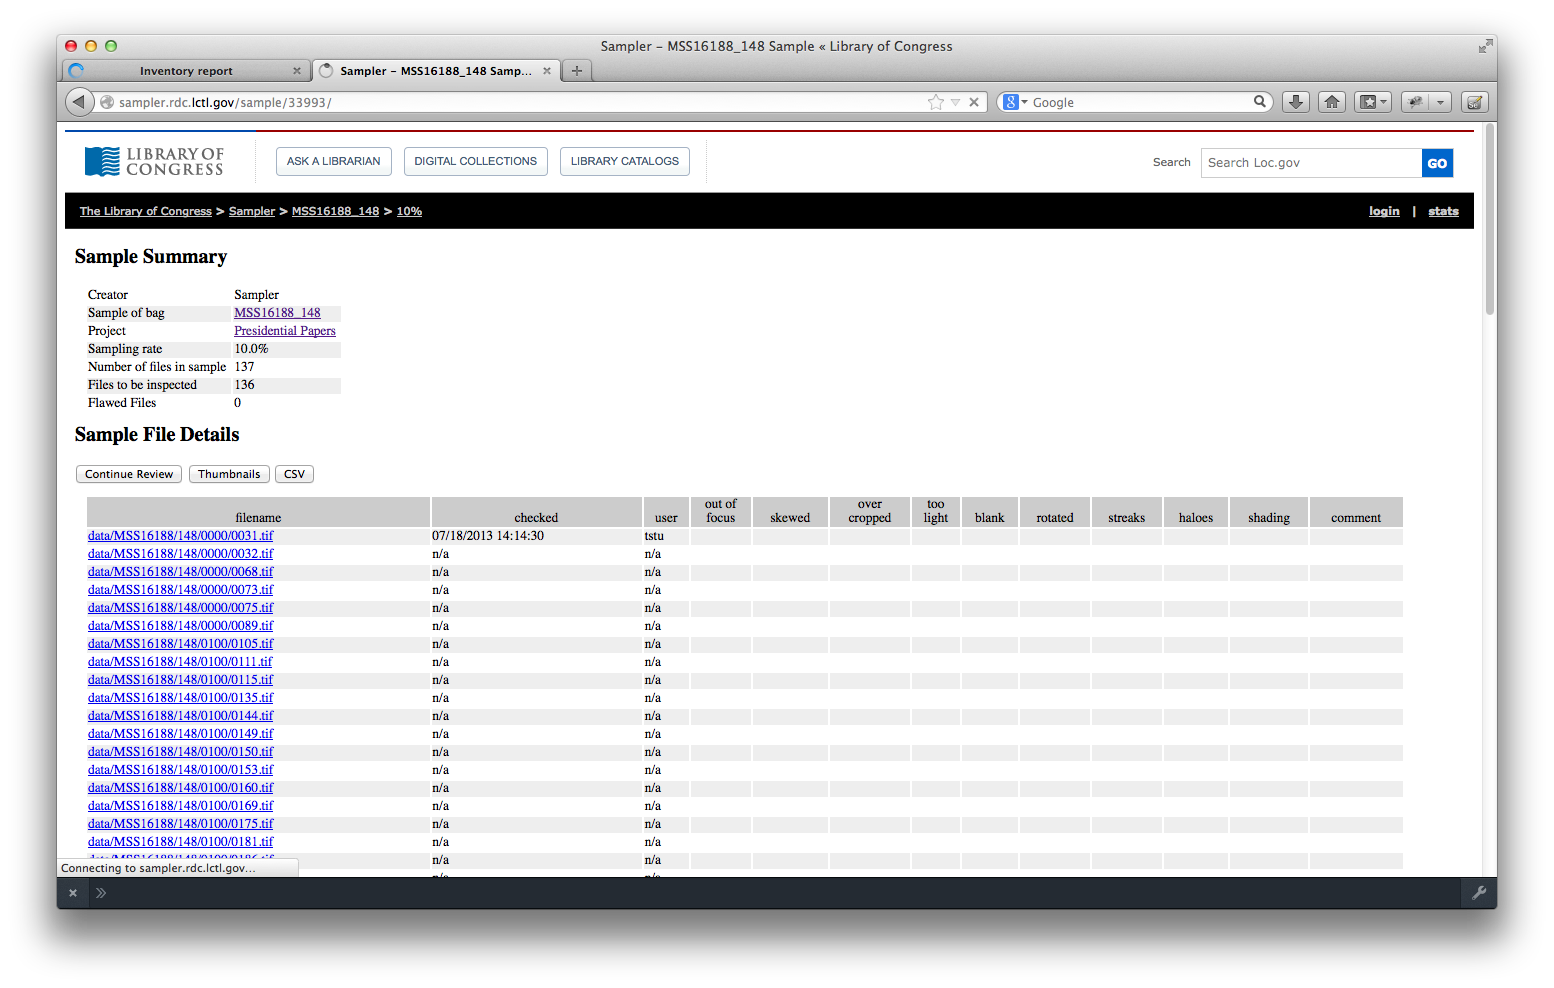 Sampler – MSS16188_148 Sample « Library of Congress
Inventory report
Sampler – MSS16188_148 Samp...
sampler.rdc.lctl.gov/sample/33993/
Google
LIBRARY OF CONGRESS
ASK A LIBRARIAN
DIGITAL COLLECTIONS
LIBRARY CATALOGS
Search
Search Loc.gov
GO
The Library of Congress > Sampler > MSS16188_148 > 10%
login | stats
Sample Summary
Creator Sampler
Sample of bag MSS16188_148
Project Presidential Papers
Sampling rate 10.0%
Number of files in sample 137
Files to be inspected 136
Flawed Files 0
Sample File Details
Continue Review Thumbnails CSV
filename checked user out of focus skewed over cropped too light blank rotated streaks haloes shading comment
data/MSS16188/148/0000/0031.tif 07/18/2013 14:14:30 tstu
data/MSS16188/148/0000/0032.tif n/a n/a
data/MSS16188/148/0000/0068.tif n/a n/a
data/MSS16188/148/0000/0073.tif n/a n/a
data/MSS16188/148/0000/0075.tif n/a n/a
data/MSS16188/148/0000/0089.tif n/a n/a
data/MSS16188/148/0100/0105.tif n/a n/a
data/MSS16188/148/0100/0111.tif n/a n/a
data/MSS16188/148/0100/0115.tif n/a n/a
data/MSS16188/148/0100/0135.tif n/a n/a
data/MSS16188/148/0100/0144.tif n/a n/a
data/MSS16188/148/0100/0149.tif n/a n/a
data/MSS16188/148/0100/0150.tif n/a n/a
data/MSS16188/148/0100/0153.tif n/a n/a
data/MSS16188/148/0100/0160.tif n/a n/a
data/MSS16188/148/0100/0169.tif n/a n/a
data/MSS16188/148/0100/0175.tif n/a n/a
data/MSS16188/148/0100/0181.tif n/a n/a
n/a n/a
Connecting to sampler.rdc.lctl.gov...